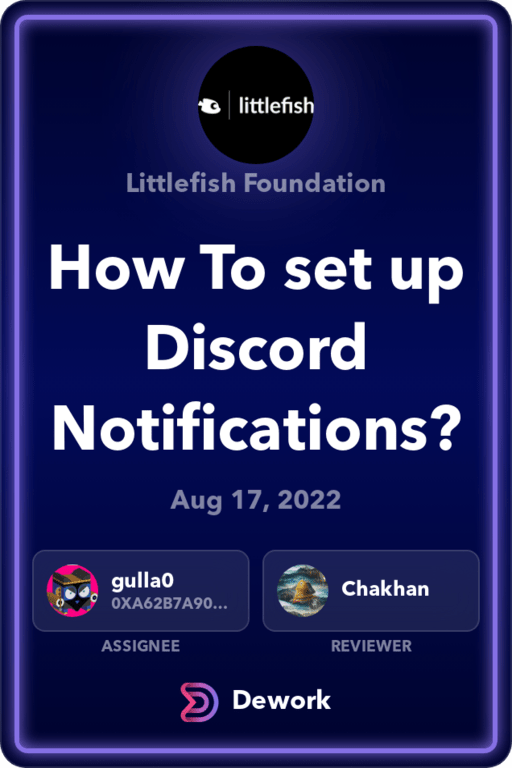 littlefish
Littlefish Foundation
How To set up
Discord
Notifications?
Aug 17, 2022
gulla0
0XA62B7A90...
Chakhan
ASSIGNEE
REVIEWER
Dework